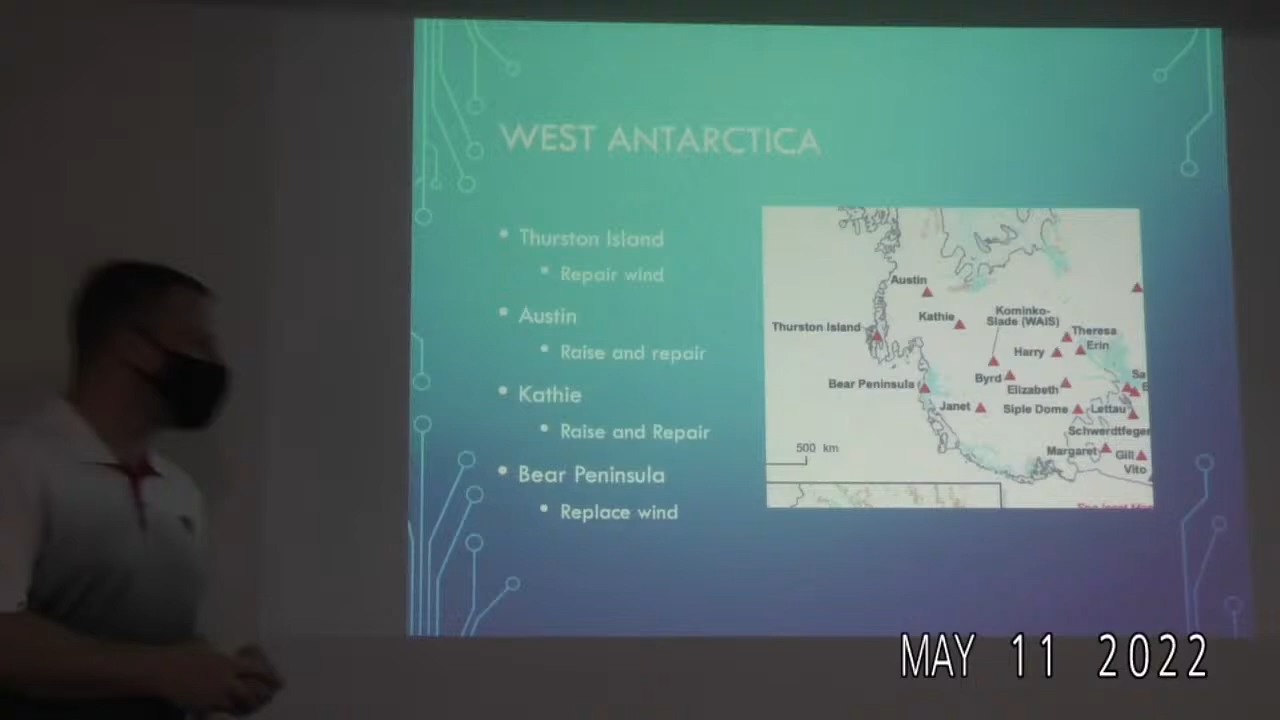 WEST ANTARCTICA
• Thurston Island
• Repair wind
• Austin
• Raise and repair
• Kathie
• Raise and Repair
• Bear Peninsula
• Replace wind
Austin
Kathie
Kominko-
Slade (WAIS)
Thurston Island
Theresa
Erin
Harry
Byrd
Elizabeth
Bear Peninsula
Janet
Siple Dome
Lettau
Sa
E
Schwerdtfeger
Margaret
Gill
Vito
500 km
MAY 11 2022